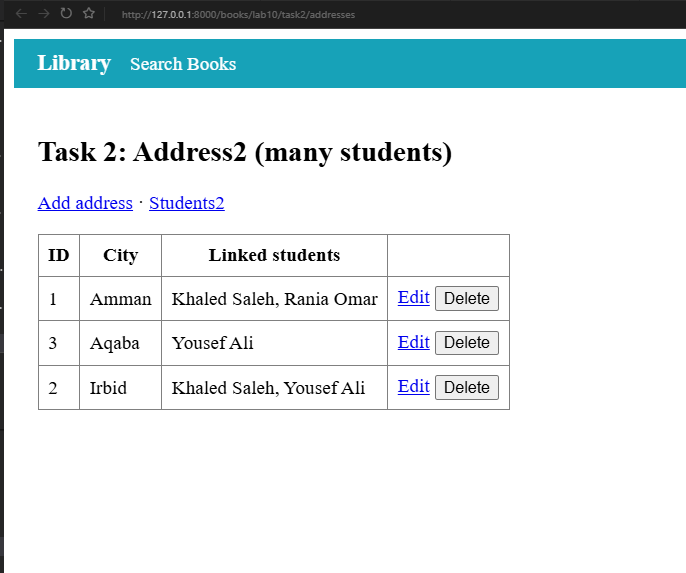 http://127.0.0.1:8000/books/lab10/task2/addresses
Library Search Books
Task 2: Address2 (many students)
Add address · Students2
ID City Linked students
1 Amman Khaled Saleh, Rania Omar Edit Delete
3 Aqaba Yousef Ali Edit Delete
2 Irbid Khaled Saleh, Yousef Ali Edit Delete